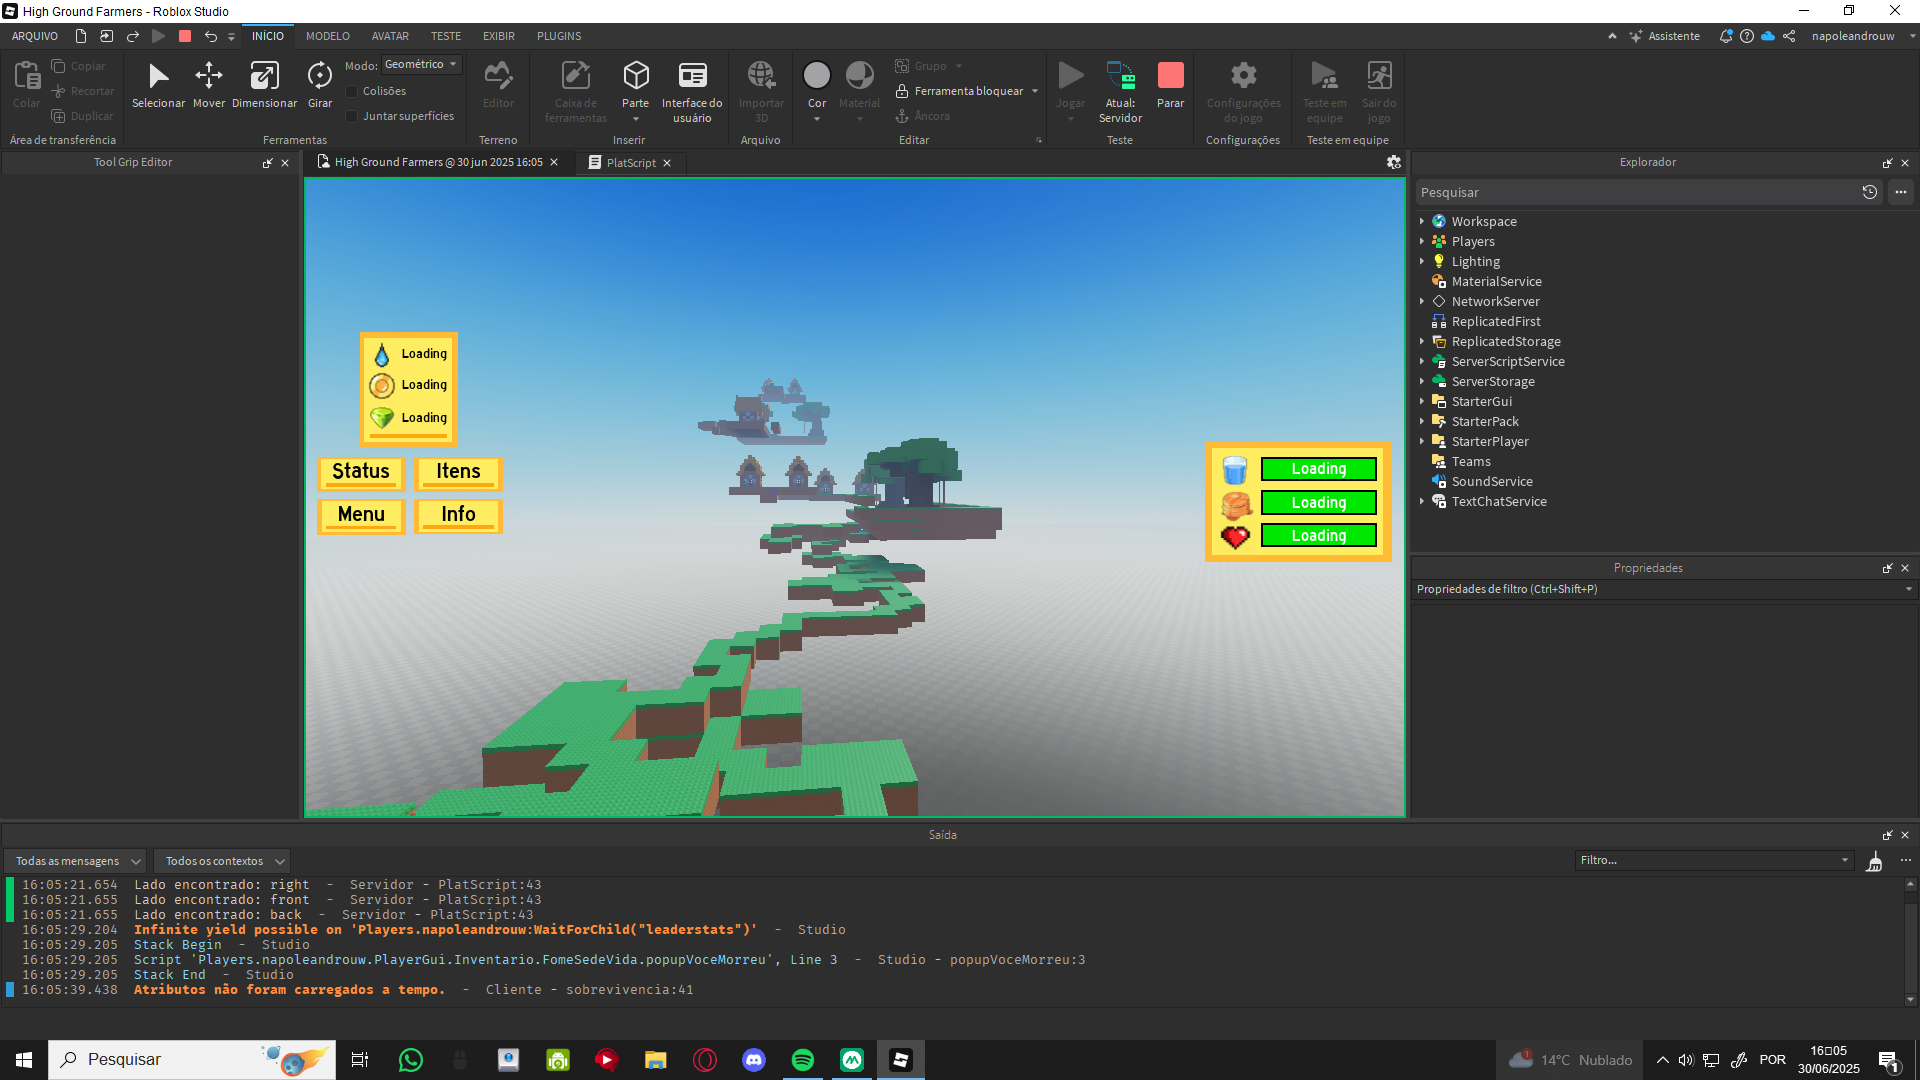 High Ground Farmers - Roblox Studio
ARQUIVO
INÍCIO
MODELO
AVATAR
TESTE
EXIBIR
PLUGINS
Assistente
napoleandrouw
Colar
Copiar
Recortar
Duplicar
Área de transferência
Selecionar
Mover
Dimensionar
Girar
Modo:
Geométrico
Colisões
Juntar superfícies
Ferramentas
Editor
Terreno
Caixa de
ferramentas
Parte
Interface do
usuário
Inserir
Importar
3D
Arquivo
Cor
Material
Grupo
Ferramenta bloquear
Âncora
Editar
Jogar
Atual:
Servidor
Parar
Teste
Configurações
do jogo
Configurações
Teste em
equipe
Sair do
jogo
Teste em equipe
Tool Grip Editor
High Ground Farmers @ 30 jun 2025 16:05
PlatScript
Explorador
Pesquisar
Workspace
Players
Lighting
MaterialService
NetworkServer
ReplicatedFirst
ReplicatedStorage
ServerScriptService
ServerStorage
StarterGui
StarterPack
StarterPlayer
Teams
SoundService
TextChatService
Propriedades
Propriedades de filtro (Ctrl+Shift+P)
Loading
Loading
Loading
Status
Itens
Menu
Info
Loading
Loading
Loading
Saída
Todas as mensagens
Todos os contextos
Filtro...
16:05:21.654 Lado encontrado: right - Servidor - PlatScript:43
16:05:21.655 Lado encontrado: front - Servidor - PlatScript:43
16:05:21.655 Lado encontrado: back - Servidor - PlatScript:43
16:05:29.204 Infinite yield possible on 'Players.napoleandrouw:WaitForChild("leaderstats")' - Studio
16:05:29.205 Stack Begin - Studio
16:05:29.205 Script 'Players.napoleandrouw.PlayerGui.Inventario.FomeSedeVida.popupVoceMorreu', Line 3 - Studio - popupVoceMorreu:3
16:05:29.205 Stack End - Studio
16:05:39.438 Atributos não foram carregados a tempo. - Cliente - sobrevivencia:41
Pesquisar
14°C Nublado
POR
16:05
30/06/2025
1